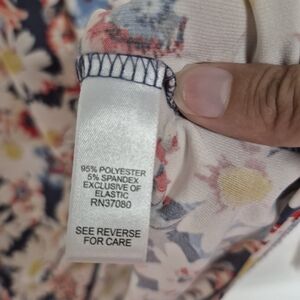 95% POLYESTER
5% SPANDEX
EXCLUSIVE OF
ELASTIC
RN37080
SEE REVERSE
FOR CARE